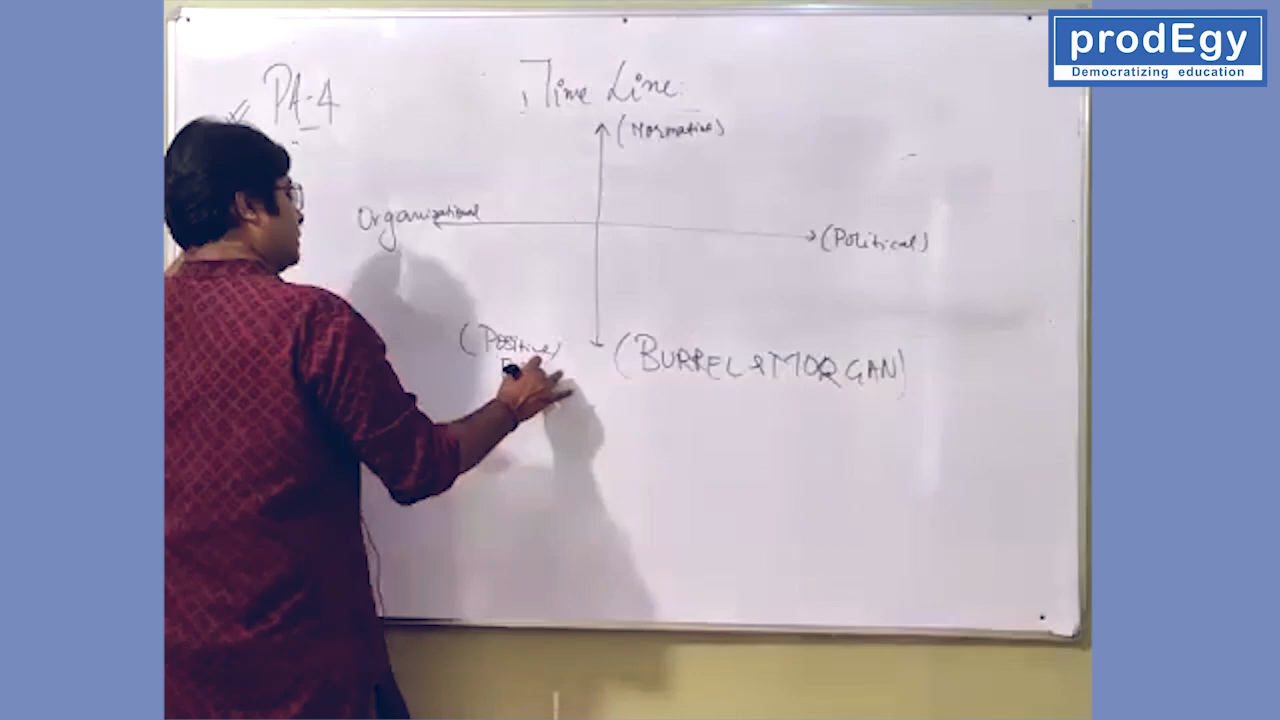 prodEgy
Democratizing education
PA-4
Time Line:
(Normative)
Organizational
(Political)
(Positive)
(BURREL & MORGAN)